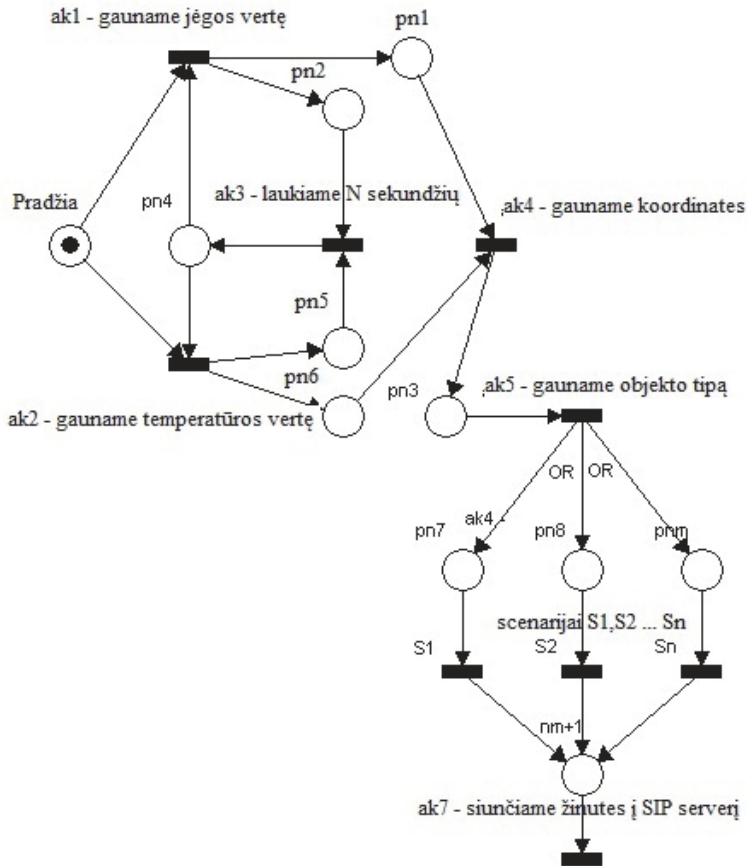 ak1 - gauname jėgos vertę
pn1
pn2
Pradžia
pn4
ak3 - laukiame N sekundžių
,ak4 - gauname koordinates
pn5
pn6
pn3
,ak5 - gauname objekto tipą
ak2 - gauname temperatūros vertę
OR
OR
ak4 -
pn7
pn8
pnm
scenarijai S1,S2 ... Sn
S1
S2
Sn
nm+1
ak7 - siunčiame žinutes į SIP serverį